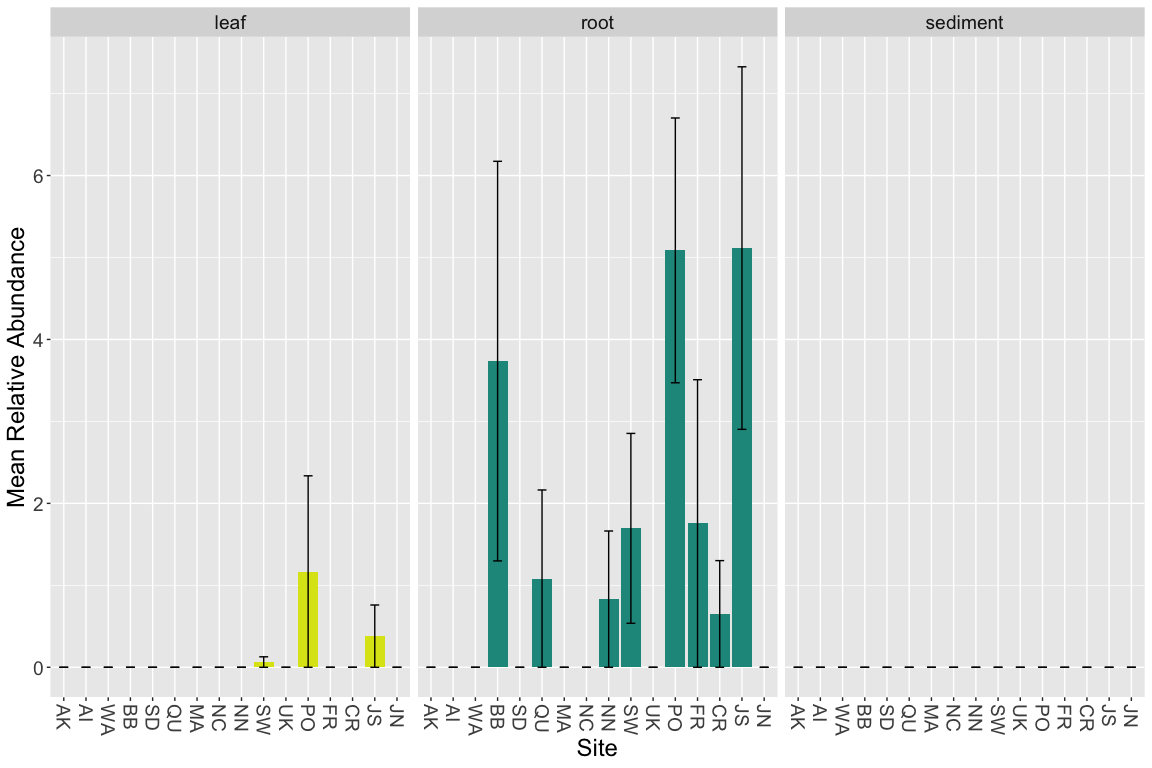 leaf root sediment
Mean Relative Abundance
6
4
2
0
AK AI WA BB SD QU MA NC NN SW UK PO FR CR JS JN AK AI WA BB SD QU MA NC NN SW UK PO FR CR JS JN AK AI WA BB SD QU MA NC NN SW UK PO FR CR JS JN
Site